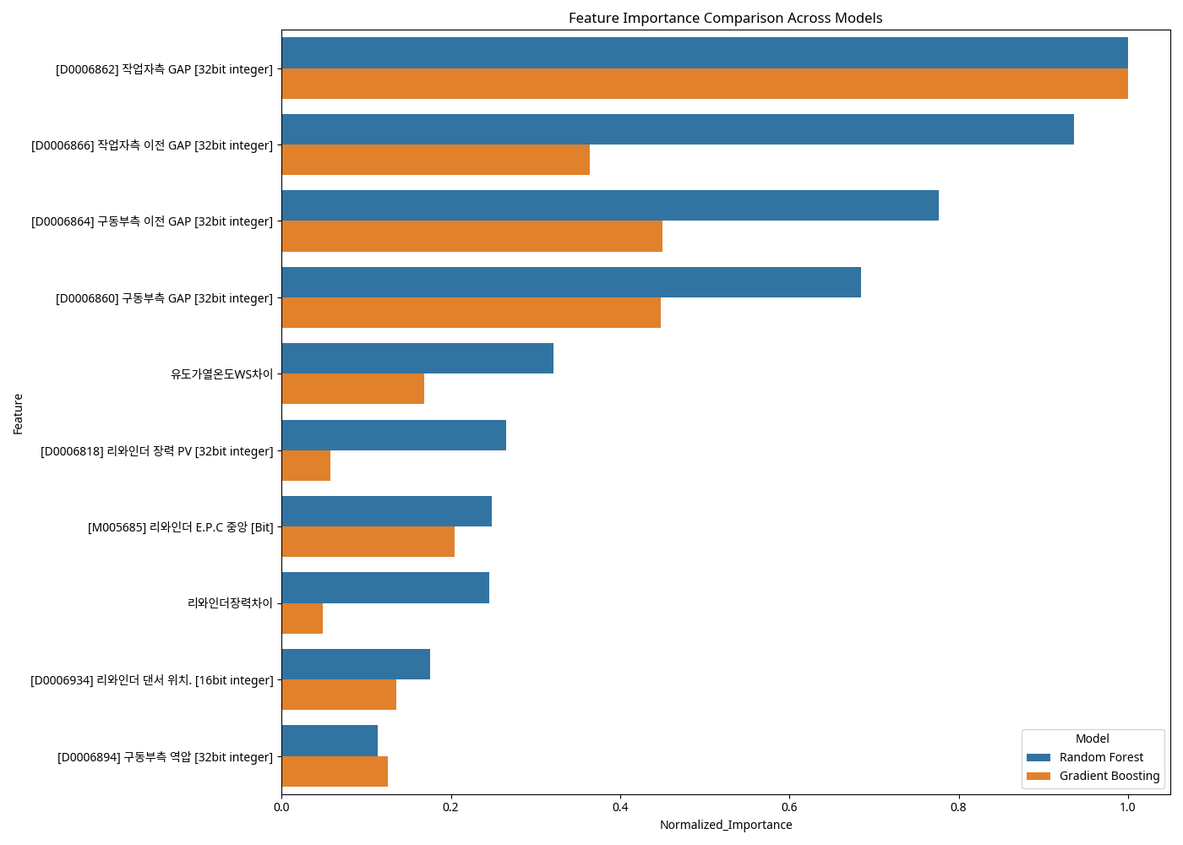 Feature Importance Comparison Across Models
[D0006862] 작업자측 GAP [32bit integer]
[D0006866] 작업자측 이전 GAP [32bit integer]
[D0006864] 구동부측 이전 GAP [32bit integer]
[D0006860] 구동부측 GAP [32bit integer]
유도가열온도WS차이
[D0006818] 리와인더 장력 PV [32bit integer]
[M005685] 리와인더 E.P.C 중앙 [Bit]
리와인더장력차이
[D0006934] 리와인더 댄서 위치. [16bit integer]
[D0006894] 구동부측 역압 [32bit integer]
Feature
Model
Random Forest
Gradient Boosting
0.0 0.2 0.4 0.6 0.8 1.0
Normalized_Importance